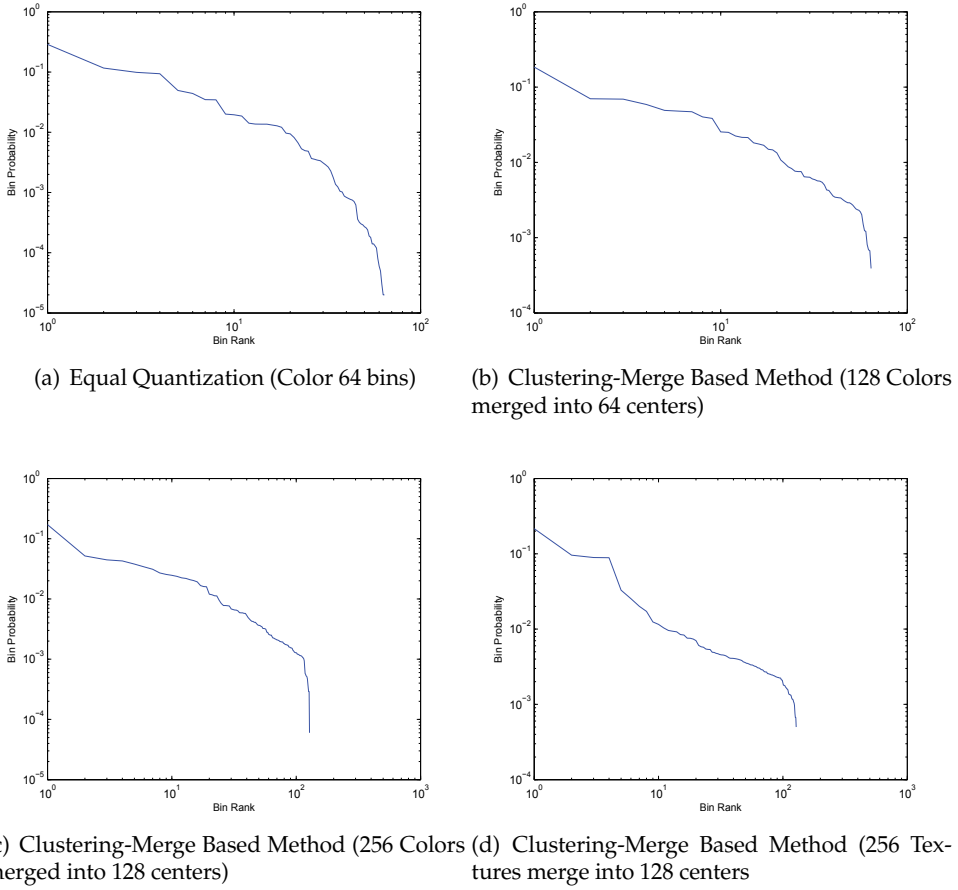 10^0
10^-1
10^-2
10^-3
10^-4
10^-5
Bin Probability
10^0 10^1 10^2
Bin Rank
(a) Equal Quantization (Color 64 bins)
10^0
10^-1
10^-2
10^-3
10^-4
Bin Probability
10^0 10^1 10^2
Bin Rank
(b) Clustering-Merge Based Method (128 Colors
merged into 64 centers)
10^0
10^-1
10^-2
10^-3
10^-4
10^-5
Bin Probability
10^0 10^1 10^2 10^3
Bin Rank
) Clustering-Merge Based Method (256 Colors
erged into 128 centers)
10^0
10^-1
10^-2
10^-3
10^-4
Bin Probability
10^0 10^1 10^2 10^3
Bin Rank
(d) Clustering-Merge Based Method (256 Tex-
tures merge into 128 centers